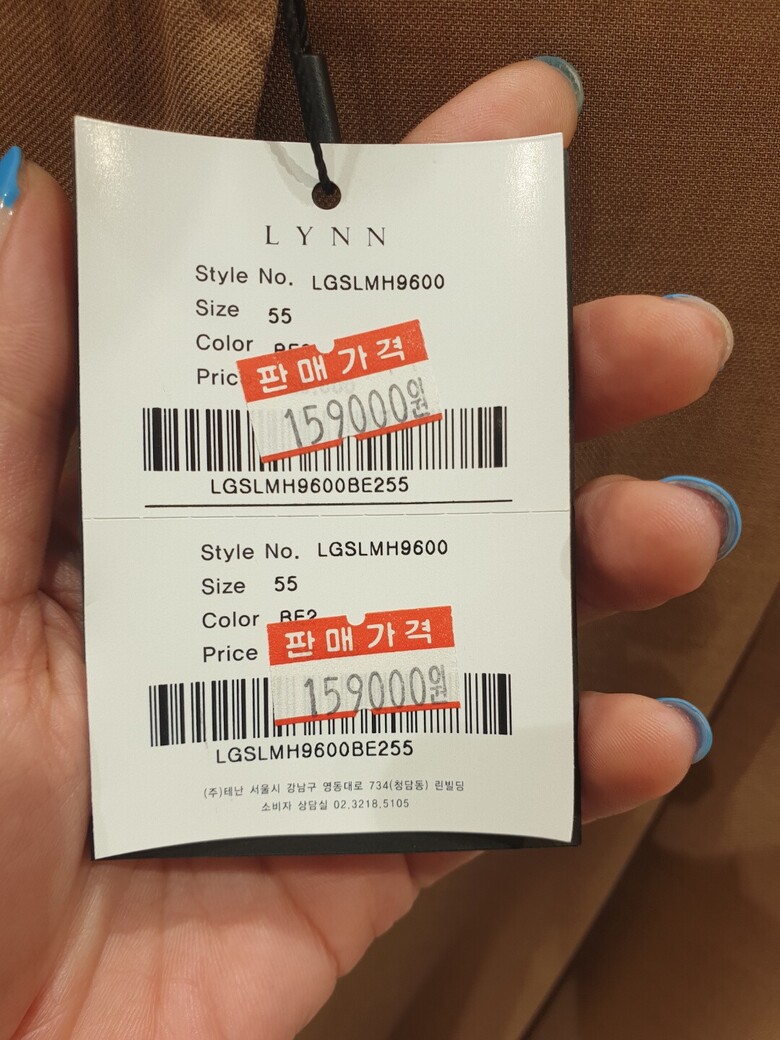 LYNN
Style No. LGSLMH9600
Size 55
Color
판매가격
159000원
LGSLMH9600BE255
Style No. LGSLMH9600
Size 55
Color BE2
Price
판매가격
159000원
LGSLMH9600BE255
(주)테난 서울시 강남구 영동대로 734(청담동) 린빌딩
소비자 상담실 02.3218.5105